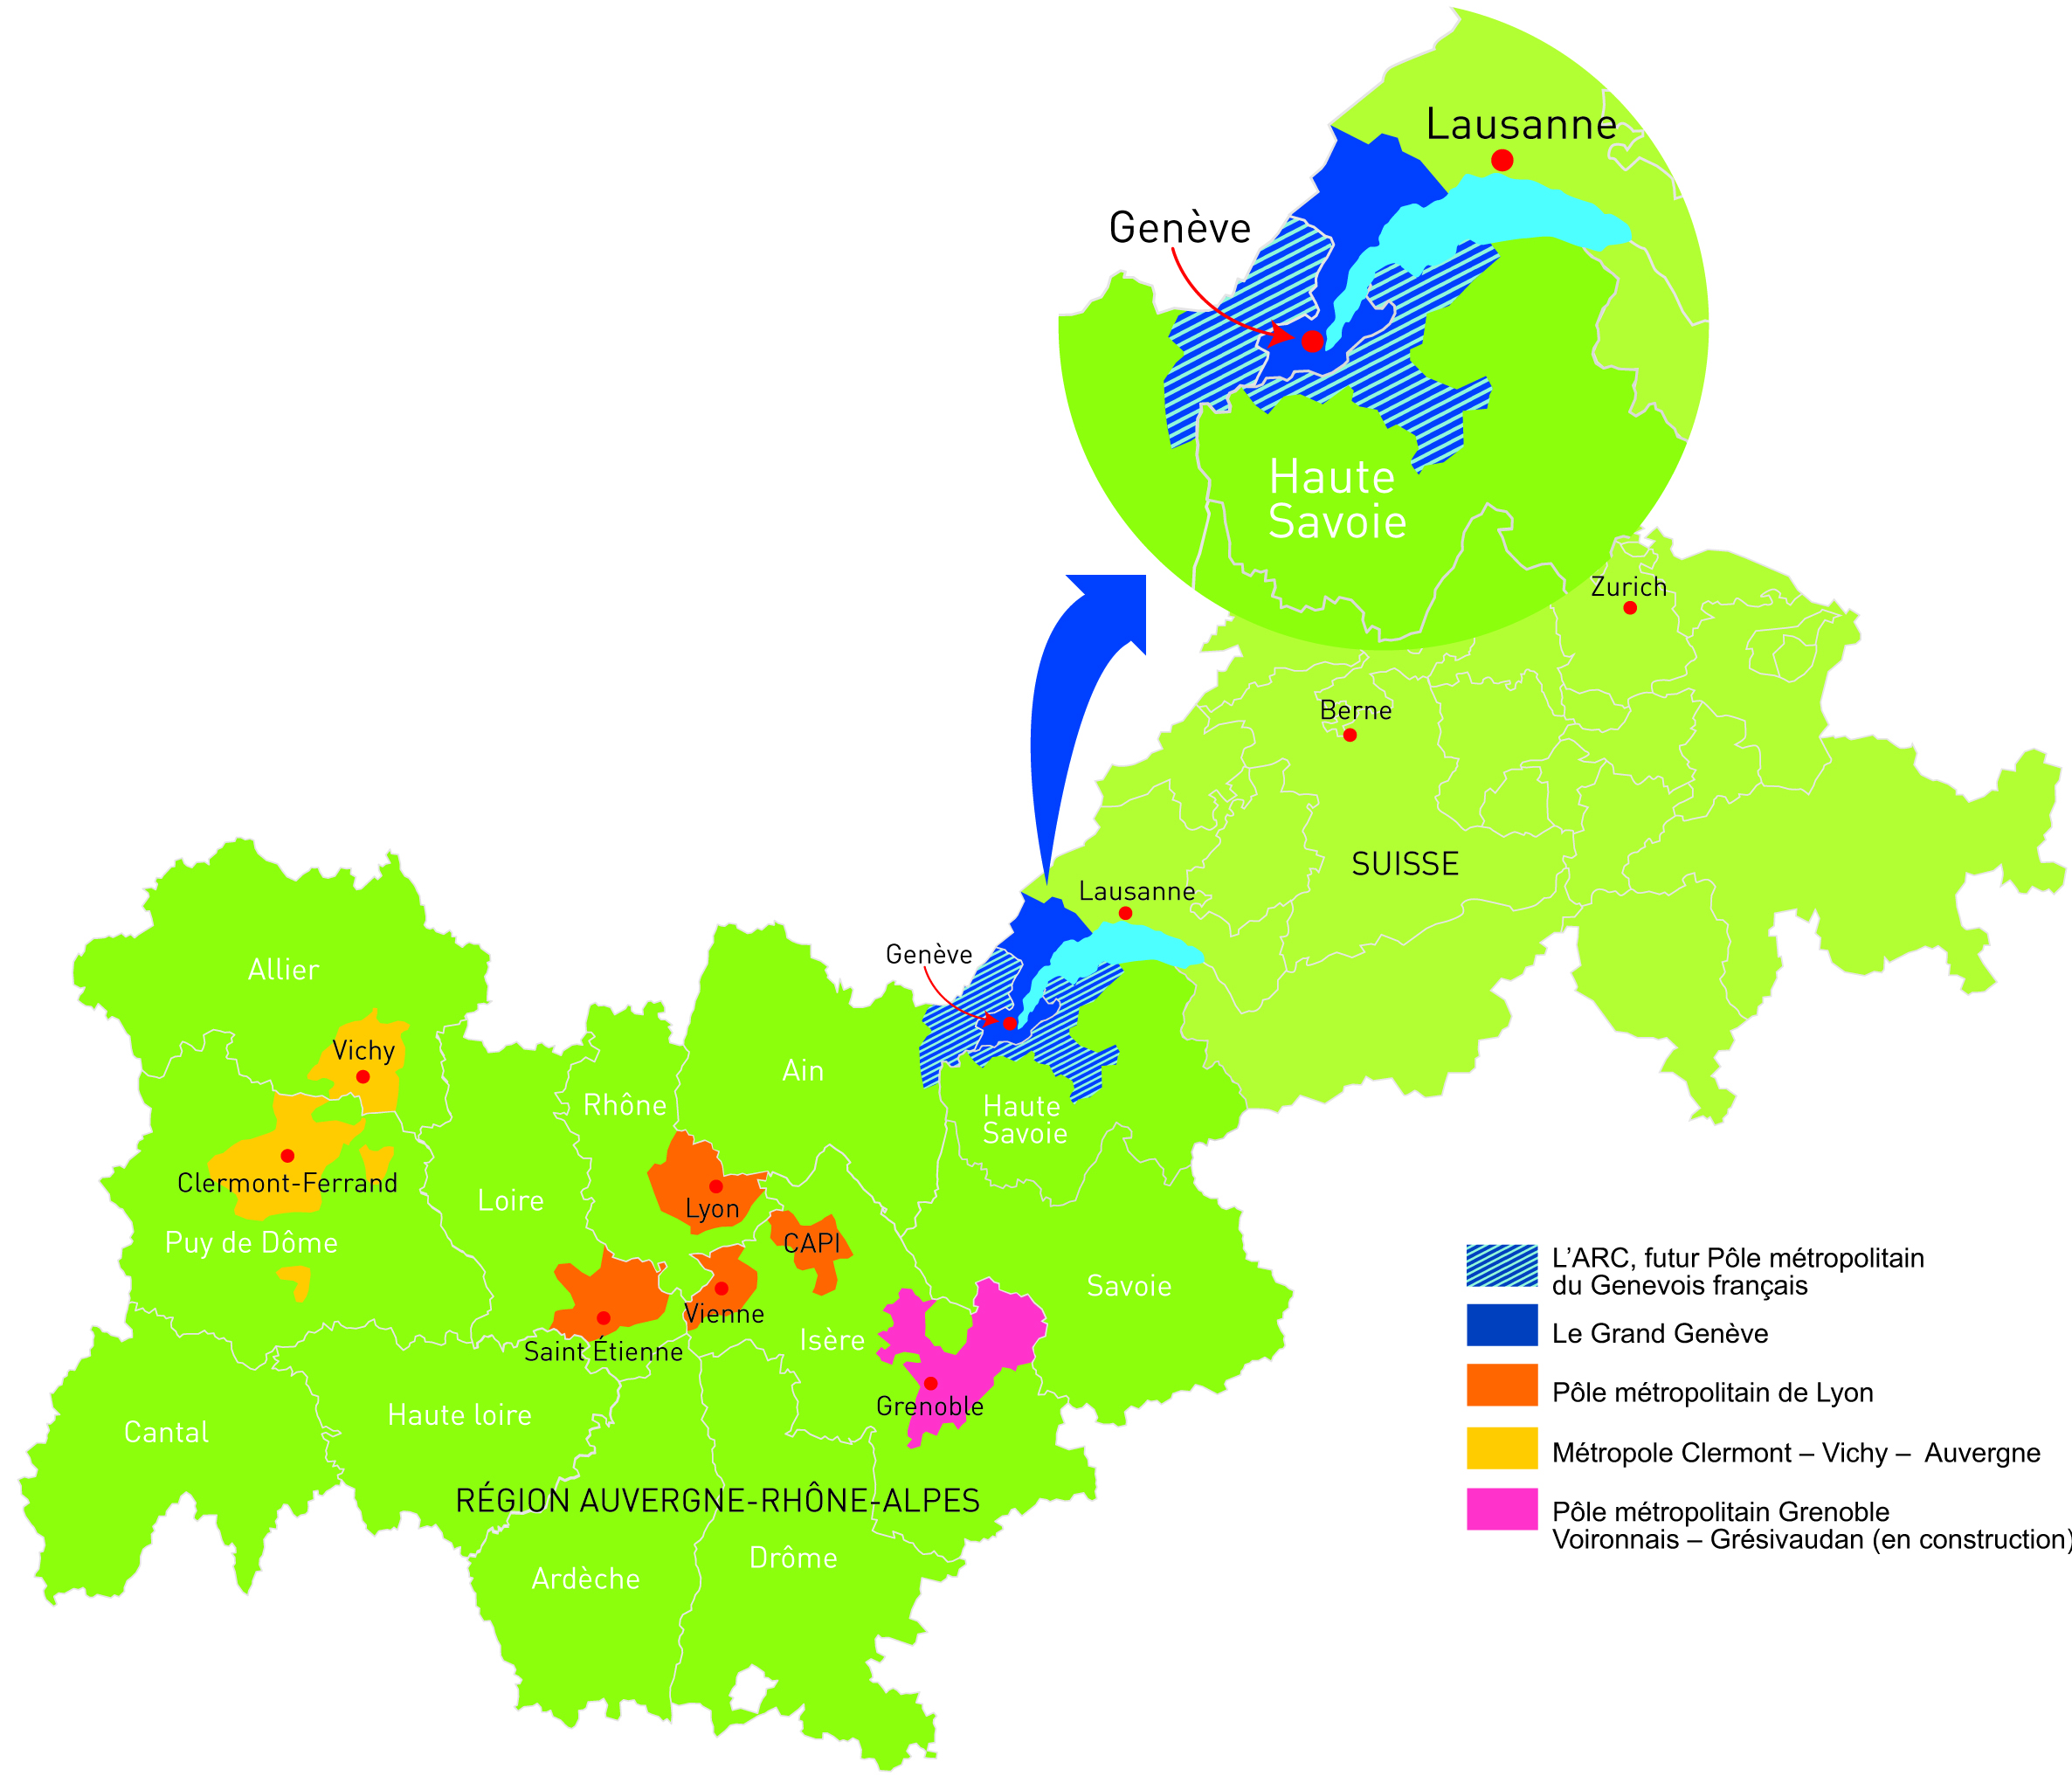 Lausanne
Genève
Haute
Savoie
Zurich
Berne
SUISSE
Lausanne
Genève
Allier
Vichy
Ain
Rhône
Haute
Savoie
Clermont-Ferrand
Loire
Lyon
Puy de Dôme
CAPI
Savoie
Vienne
Isère
Saint Étienne
Grenoble
Haute loire
Cantal
RÉGION AUVERGNE-RHÔNE-ALPES
Drôme
Ardèche
L'ARC, futur Pôle métropolitain
du Genevois français
Le Grand Genève
Pôle métropolitain de Lyon
Métropole Clermont – Vichy – Auvergne
Pôle métropolitain Grenoble
Voironnais – Grésivaudan (en construction)